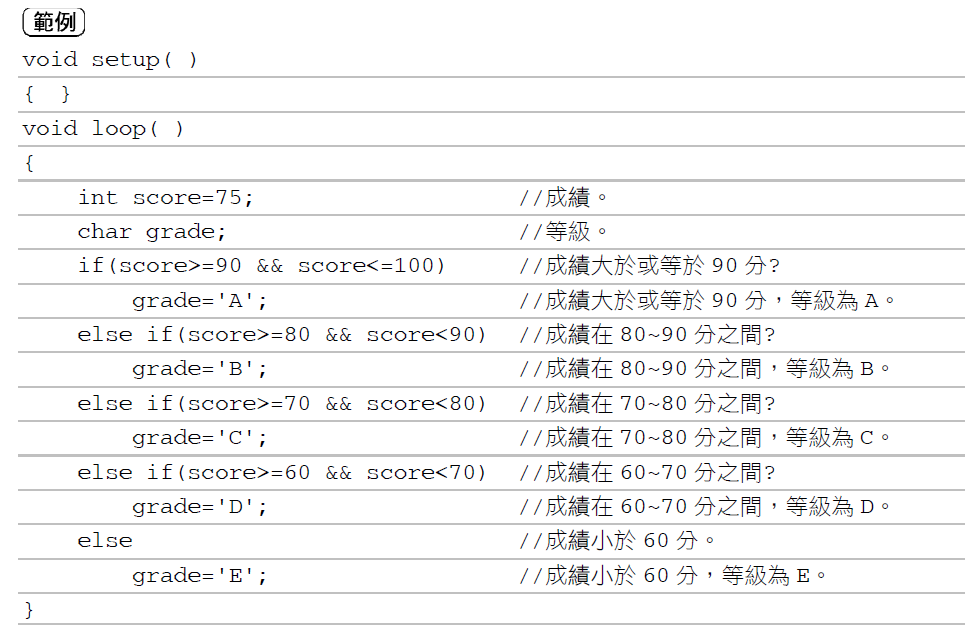 範例
void setup( )
{  }
void loop( )
{
    int score=75;                    //成績。
    char grade;                      //等級。
    if(score>=90 && score<=100)      //成績大於或等於 90 分?
        grade='A';                   //成績大於或等於 90 分，等級為 A。
    else if(score>=80 && score<90)   //成績在 80~90 分之間?
        grade='B';                   //成績在 80~90 分之間，等級為 B。
    else if(score>=70 && score<80)   //成績在 70~80 分之間?
        grade='C';                   //成績在 70~80 分之間，等級為 C。
    else if(score>=60 && score<70)   //成績在 60~70 分之間?
        grade='D';                   //成績在 60~70 分之間，等級為 D。
    else                             //成績小於 60 分。
        grade='E';                   //成績小於 60 分，等級為 E。
}